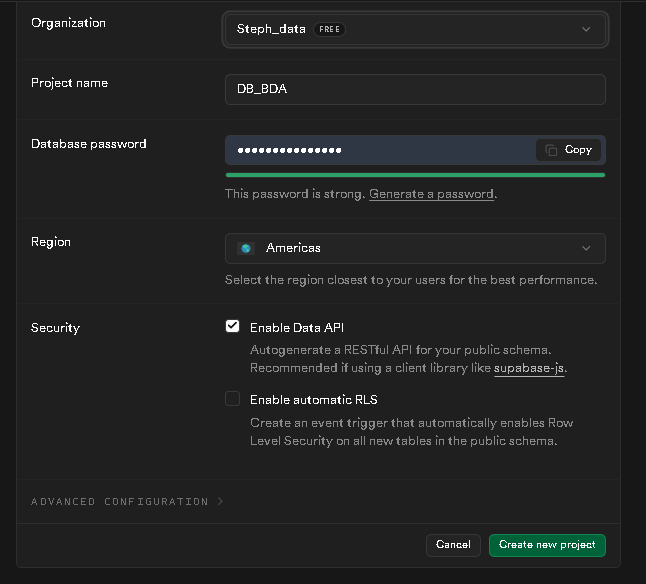 Organization
Steph_data FREE
Project name
DB_BDA
Database password
•••••••••••••••
Copy
This password is strong. Generate a password.
Region
Americas
Select the region closest to your users for the best performance.
Security
Enable Data API
Autogenerate a RESTful API for your public schema.
Recommended if using a client library like supabase-js.
Enable automatic RLS
Create an event trigger that automatically enables Row
Level Security on all new tables in the public schema.
ADVANCED CONFIGURATION >
Cancel
Create new project